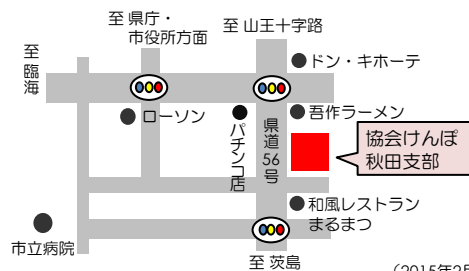 至 県庁・
市役所方面
至 山王十字路
至
臨
海
ドン・キホーテ
ローソン
吾作ラーメン
パチンコ店
県道56号
協会けんぽ
秋田支部
和風レストラン
まるまつ
市立病院
至 茨島